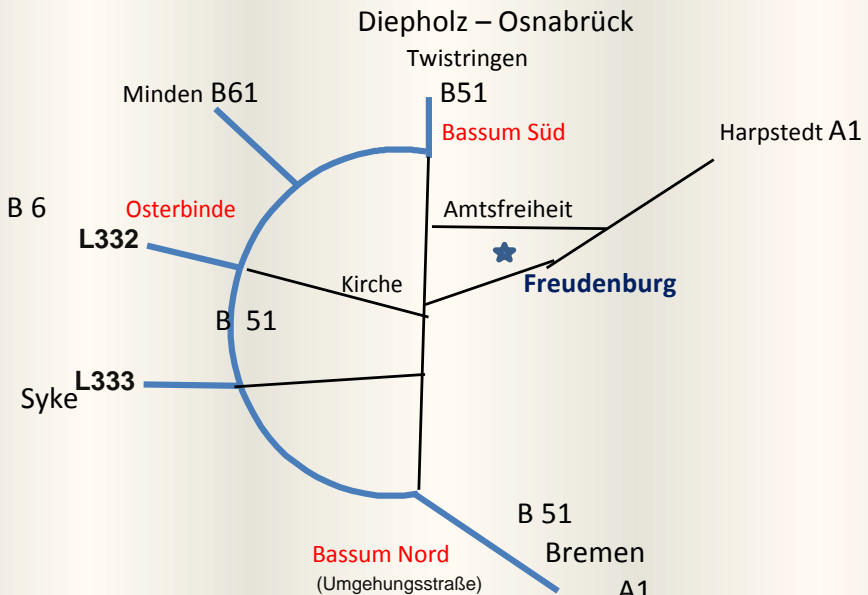 Diepholz – Osnabrück
Twistringen
Minden B61
B51
Bassum Süd
Harpstedt A1
B 6
Osterbinde
Amtsfreiheit
L332
Kirche
Freudenburg
B 51
Syke L333
B 51
Bassum Nord
Bremen
(Umgehungsstraße)
A1